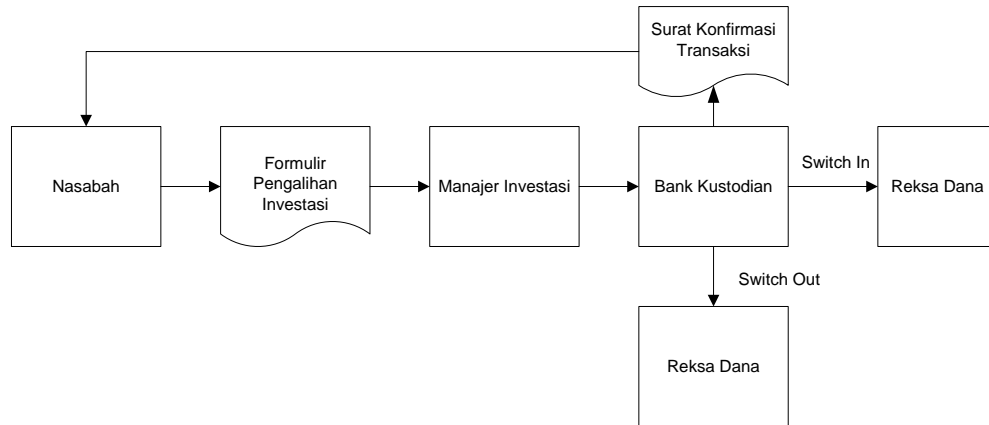 Surat Konfirmasi
Transaksi
Nasabah
Formulir
Pengalihan
Investasi
Manajer Investasi
Bank Kustodian
Switch In
Reksa Dana
Switch Out
Reksa Dana